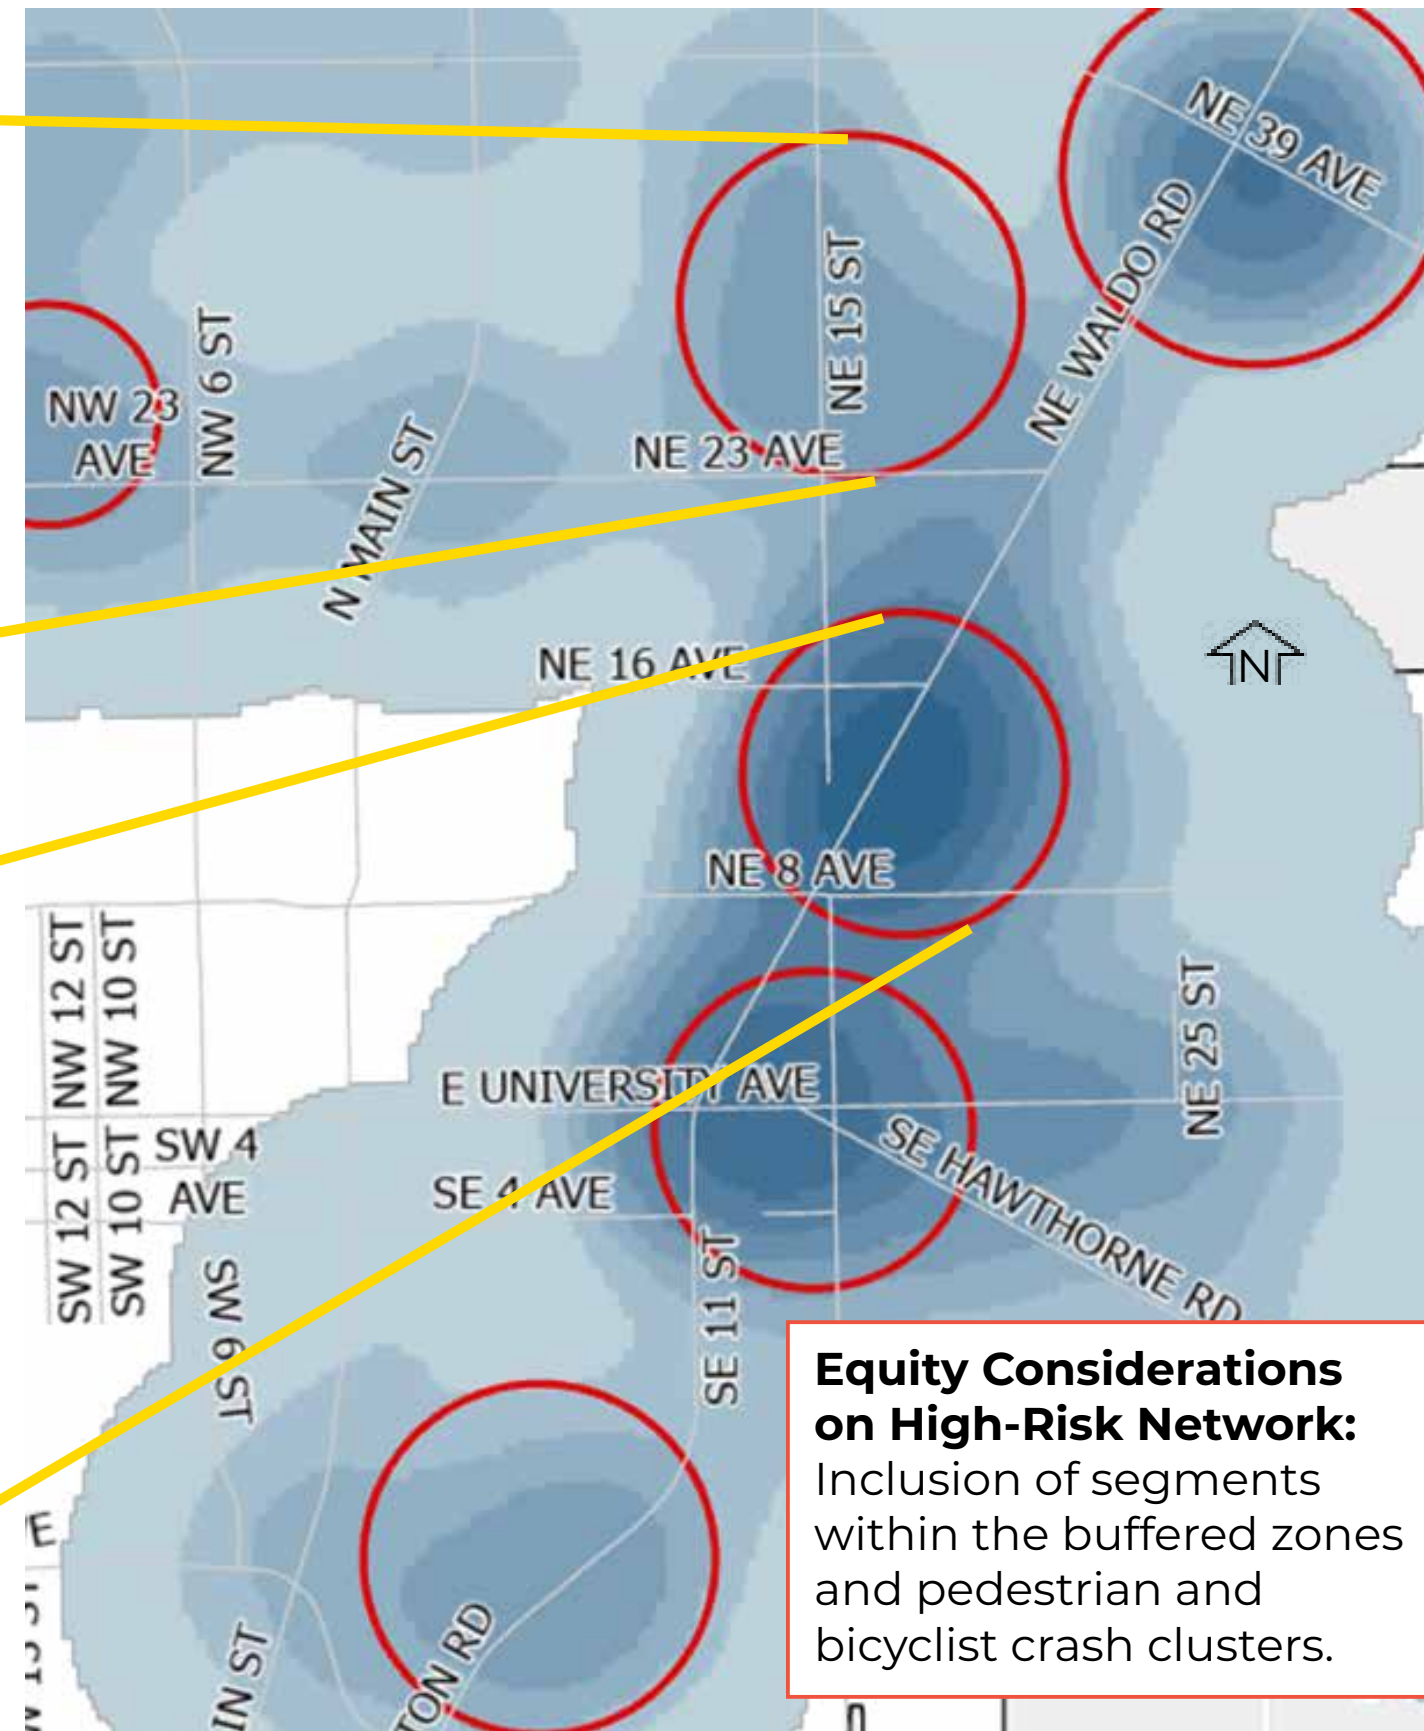 NE 39 AVE
NE WALDO RD
NE 15 ST
NW 6 ST
NW 23
AVE
NE 23 AVE
N MAIN ST
NE 16 AVE
N
NE 8 AVE
NW 12 ST
NW 10 ST
NE 25 ST
E UNIVERSITY AVE
SW 4
AVE
SE 4 AVE
SW 12 ST
SW 10 ST
SE HAWTHORNE RD
SW 6 ST
SE 11 ST
Equity Considerations
on High-Risk Network:
Inclusion of segments
within the buffered zones
and pedestrian and
bicyclist crash clusters.
IN ST
TON RD